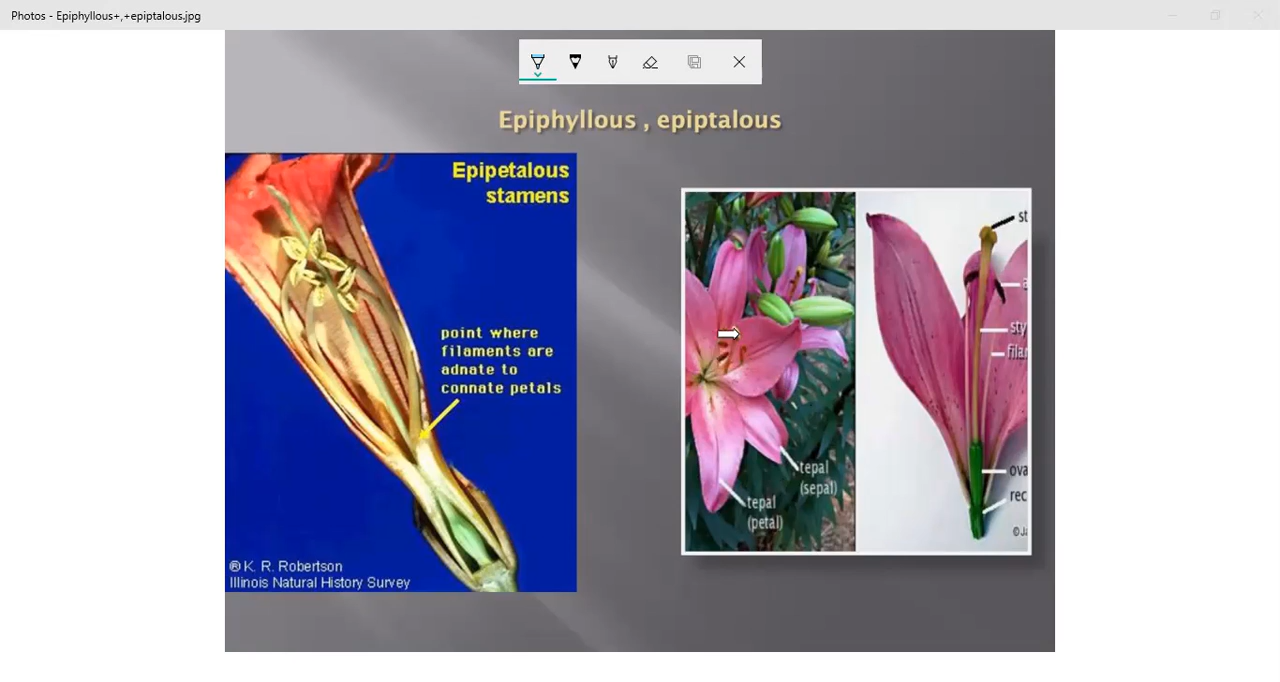 Photos - Epiphyllous+,+epiptalous.jpg
Epiphyllous , epiptalous
Epipetalous
stamens
point where
filaments are
adnate to
connate petals
® K. R. Robertson
Illinois Natural History Survey
tepal
(sepal)
tepal
(petal)
st
a
sty
fila
ova
rec